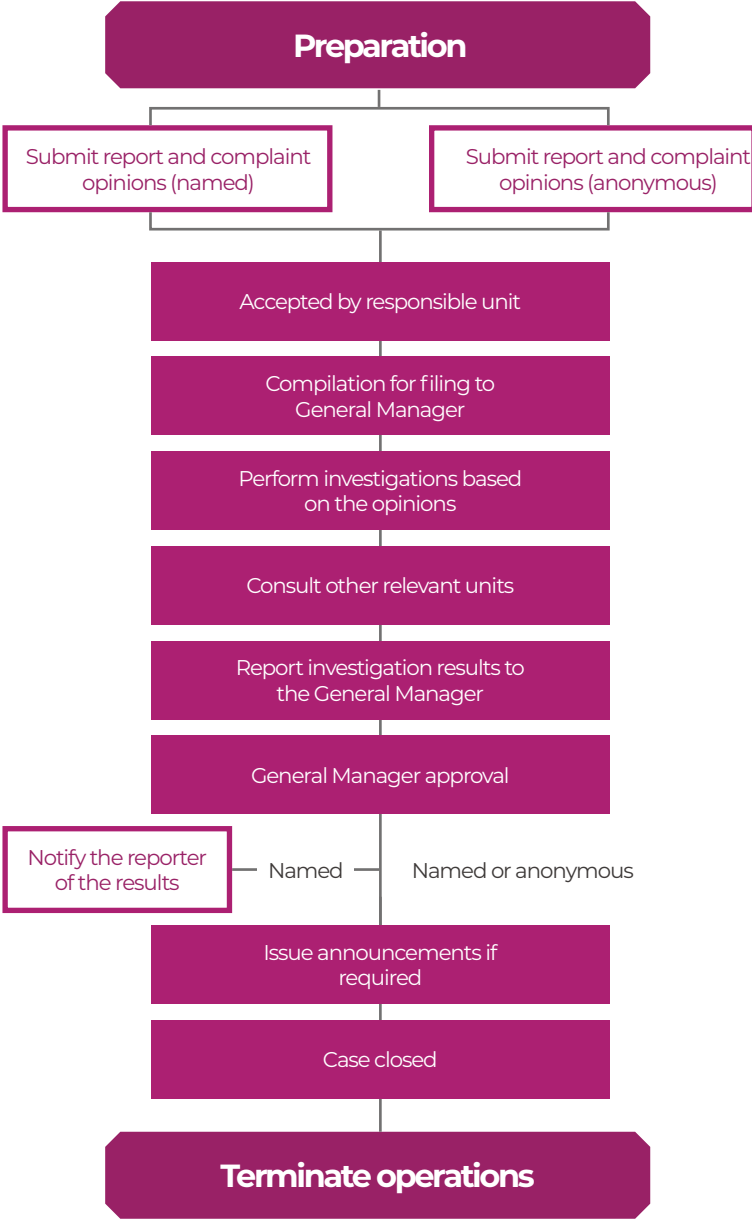 Preparation
Submit report and complaint
opinions (named)
Submit report and complaint
opinions (anonymous)
Accepted by responsible unit
Compilation for filing to
General Manager
Perform investigations based
on the opinions
Consult other relevant units
Report investigation results to
the General Manager
General Manager approval
Notify the reporter
of the results
Named
Named or anonymous
Issue announcements if
required
Case closed
Terminate operations